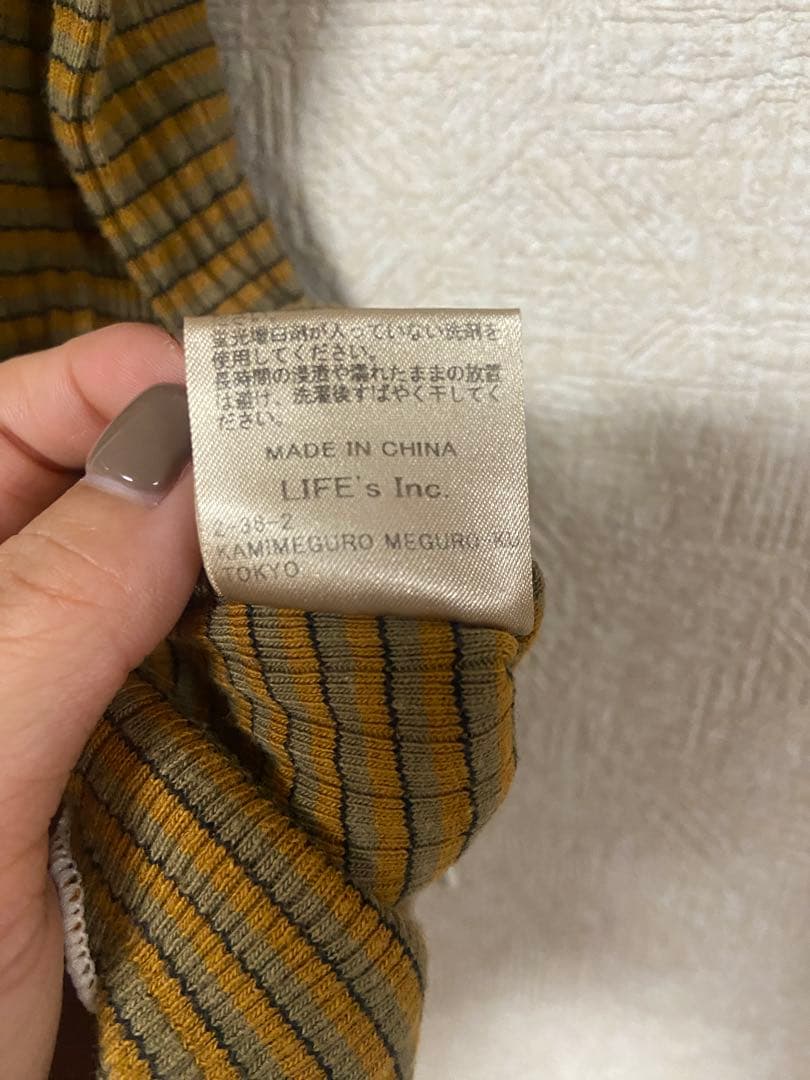 蛍光増白剤が入っていない洗剤を
使用してください。
長時間の浸漬や濡れたままの放置
は避け、洗濯後すばやく干してく
ださい。
MADE IN CHINA
LIFE's Inc.
2-38-2
KAMIMEGURO MEGURO-KU
TOKYO